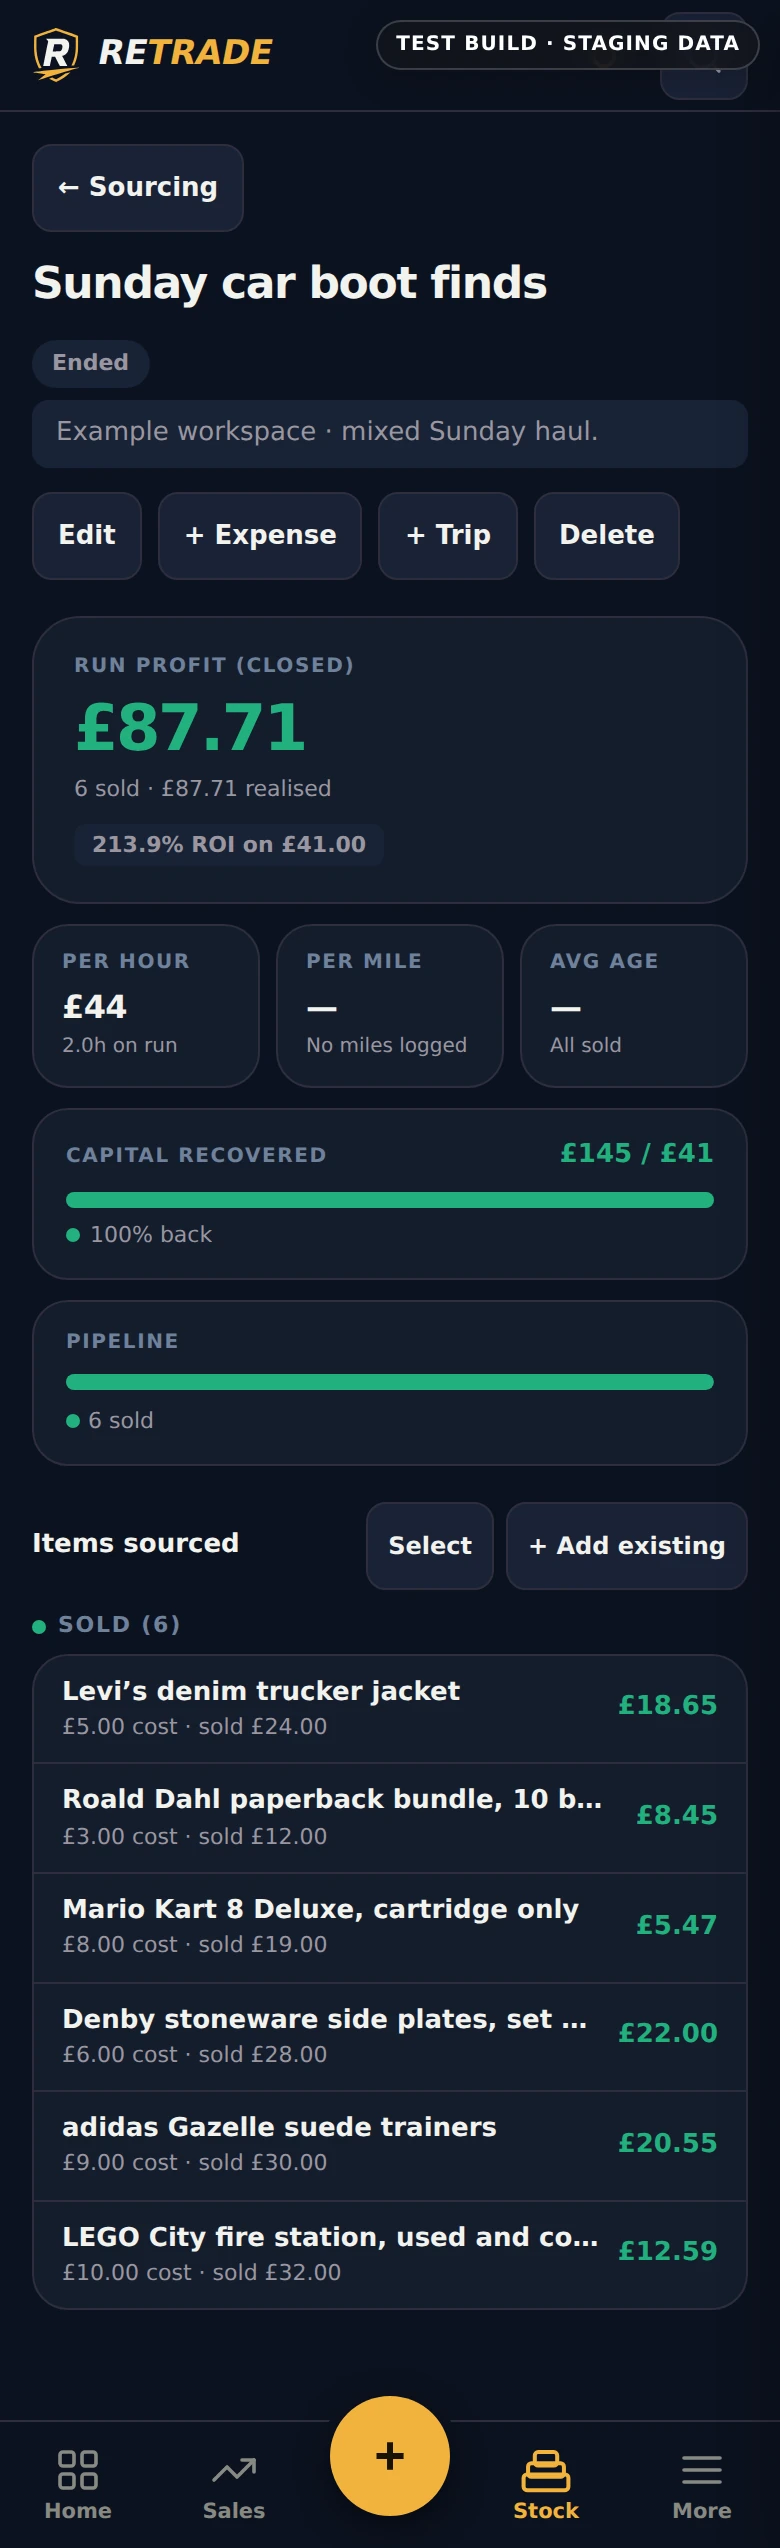 RETRADE
TEST BUILD · STAGING DATA
← Sourcing
Sunday car boot finds
Ended
Example workspace · mixed Sunday haul.
Edit
+ Expense
+ Trip
Delete
RUN PROFIT (CLOSED)
£87.71
6 sold · £87.71 realised
213.9% ROI on £41.00
PER HOUR
£44
2.0h on run
PER MILE
—
No miles logged
AVG AGE
—
All sold
CAPITAL RECOVERED
£145 / £41
100% back
PIPELINE
6 sold
Items sourced
Select
+ Add existing
SOLD (6)
Levi’s denim trucker jacket
£18.65
£5.00 cost · sold £24.00
Roald Dahl paperback bundle, 10 b…
£8.45
£3.00 cost · sold £12.00
Mario Kart 8 Deluxe, cartridge only
£5.47
£8.00 cost · sold £19.00
Denby stoneware side plates, set …
£22.00
£6.00 cost · sold £28.00
adidas Gazelle suede trainers
£20.55
£9.00 cost · sold £30.00
LEGO City fire station, used and co…
£12.59
£10.00 cost · sold £32.00
+
Home
Sales
Stock
More